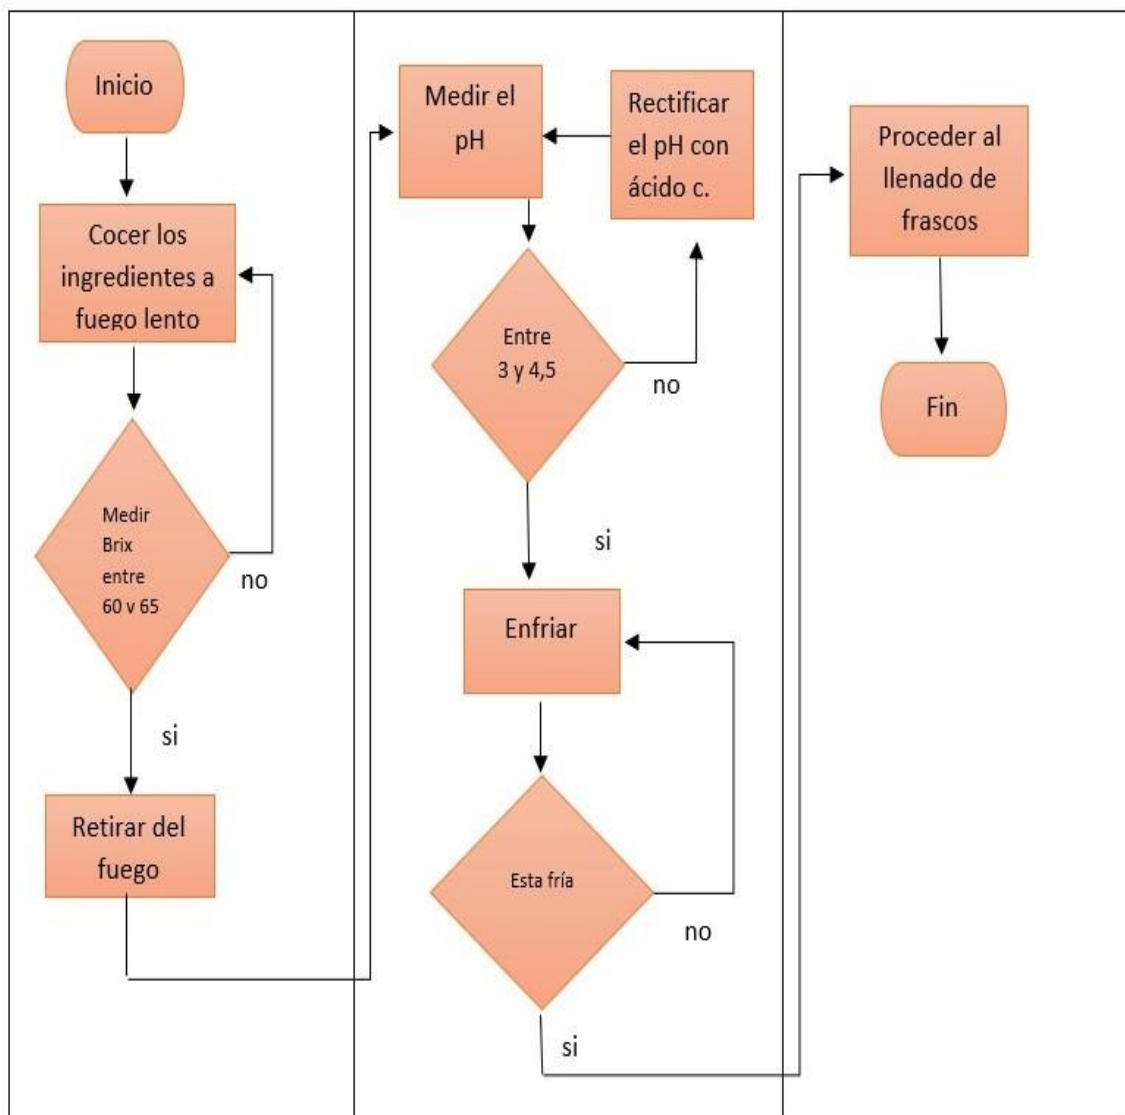 Inicio
Cocer los
ingredientes a
fuego lento
Medir
Brix
entre
60 y 65
no
si
Retirar del
fuego
Medir el
pH
Rectificar
el pH con
ácido c.
Entre
3 y 4,5
no
si
Enfriar
Esta fría
no
si
Proceder al
llenado de
frascos
Fin